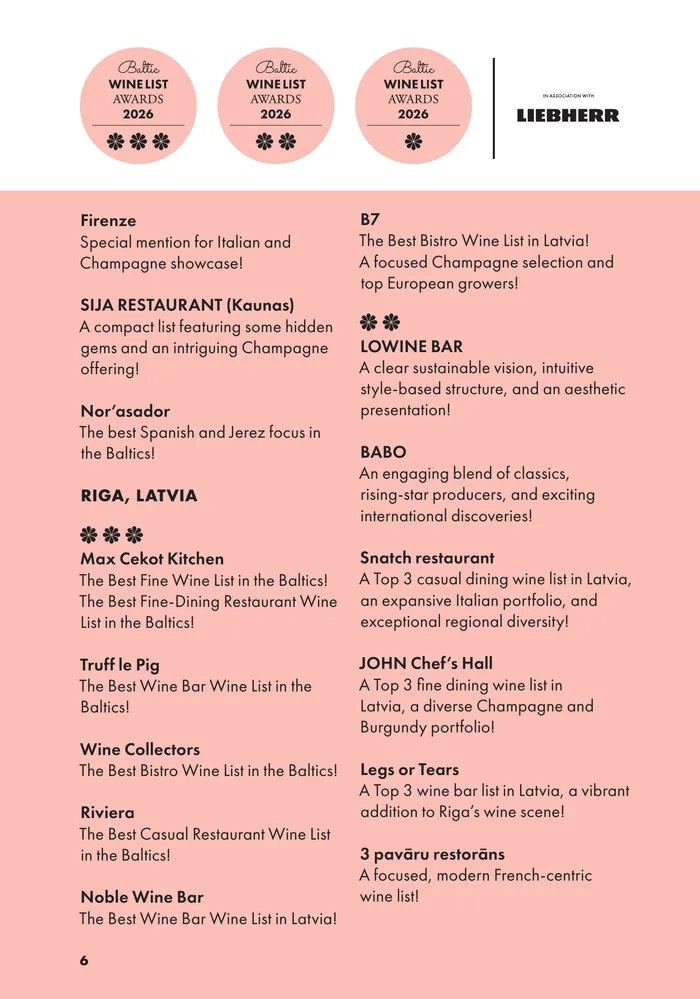 Baltic
WINE LIST
AWARDS
2026
Baltic
WINE LIST
AWARDS
2026
Baltic
WINE LIST
AWARDS
2026
IN ASSOCIATION WITH
LIEBHERR
Firenze
Special mention for Italian and
Champagne showcase!
SIJA RESTAURANT (Kaunas)
A compact list featuring some hidden
gems and an intriguing Champagne
offering!
Nor’asador
The best Spanish and Jerez focus in
the Baltics!
RIGA, LATVIA
Max Cekot Kitchen
The Best Fine Wine List in the Baltics!
The Best Fine-Dining Restaurant Wine
List in the Baltics!
Truff le Pig
The Best Wine Bar Wine List in the
Baltics!
Wine Collectors
The Best Bistro Wine List in the Baltics!
Riviera
The Best Casual Restaurant Wine List
in the Baltics!
Noble Wine Bar
The Best Wine Bar Wine List in Latvia!
B7
The Best Bistro Wine List in Latvia!
A focused Champagne selection and
top European growers!
LOWINE BAR
A clear sustainable vision, intuitive
style-based structure, and an aesthetic
presentation!
BABO
An engaging blend of classics,
rising-star producers, and exciting
international discoveries!
Snatch restaurant
A Top 3 casual dining wine list in Latvia,
an expansive Italian portfolio, and
exceptional regional diversity!
JOHN Chef’s Hall
A Top 3 fine dining wine list in
Latvia, a diverse Champagne and
Burgundy portfolio!
Legs or Tears
A Top 3 wine bar list in Latvia, a vibrant
addition to Riga’s wine scene!
3 pavāru restorāns
A focused, modern French-centric
wine list!
6